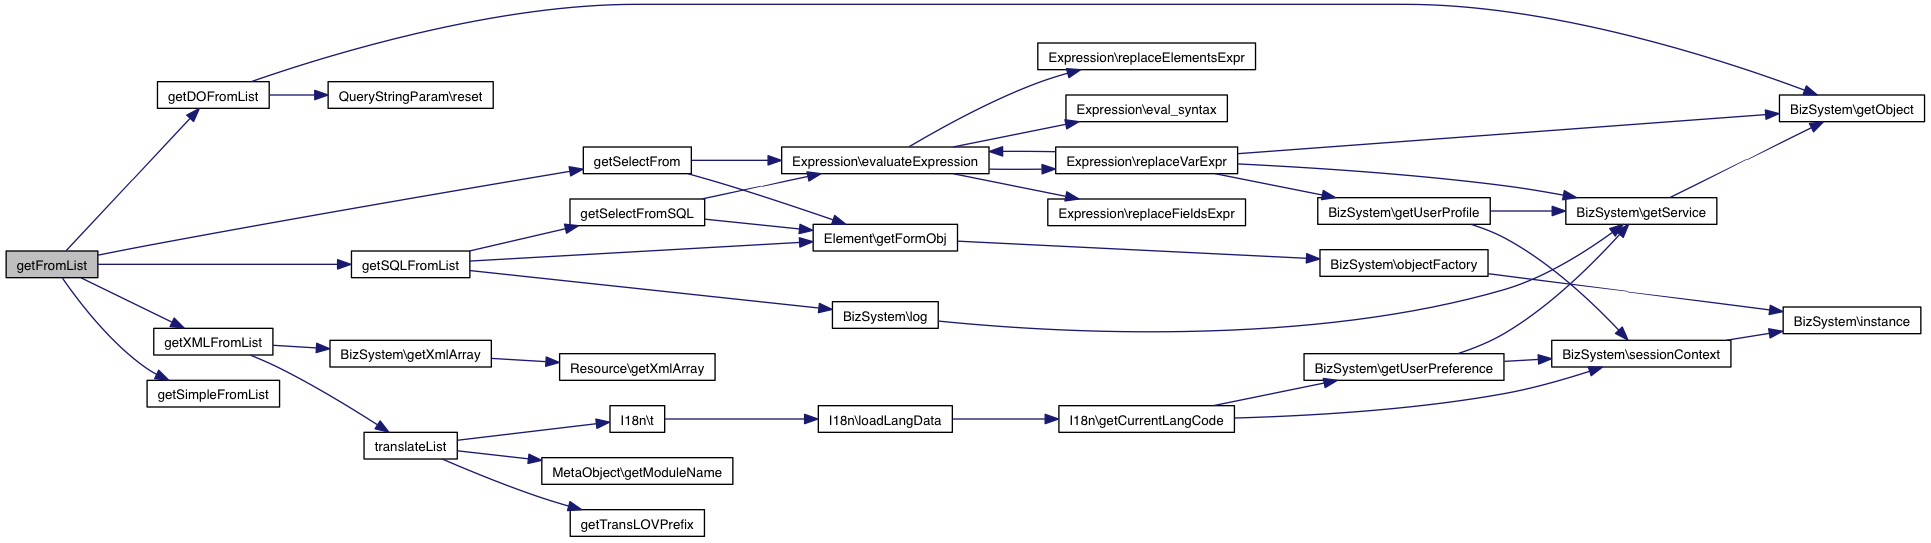 Expression\replaceElementsExpr
getDOFromList
QueryStringParam\reset
Expression\eval_syntax
BizSystem\getObject
getSelectFrom
Expression\evaluateExpression
Expression\replaceVarExpr
getSelectFromSQL
Expression\replaceFieldsExpr
BizSystem\getUserProfile
BizSystem\getService
Element\getFormObj
getFromList
getSQLFromList
BizSystem\objectFactory
BizSystem\log
BizSystem\instance
getXMLFromList
BizSystem\getXmlArray
Resource\getXmlArray
BizSystem\getUserPreference
BizSystem\sessionContext
getSimpleFromList
I18n\t
I18n\loadLangData
I18n\getCurrentLangCode
translateList
MetaObject\getModuleName
getTransLOVPrefix